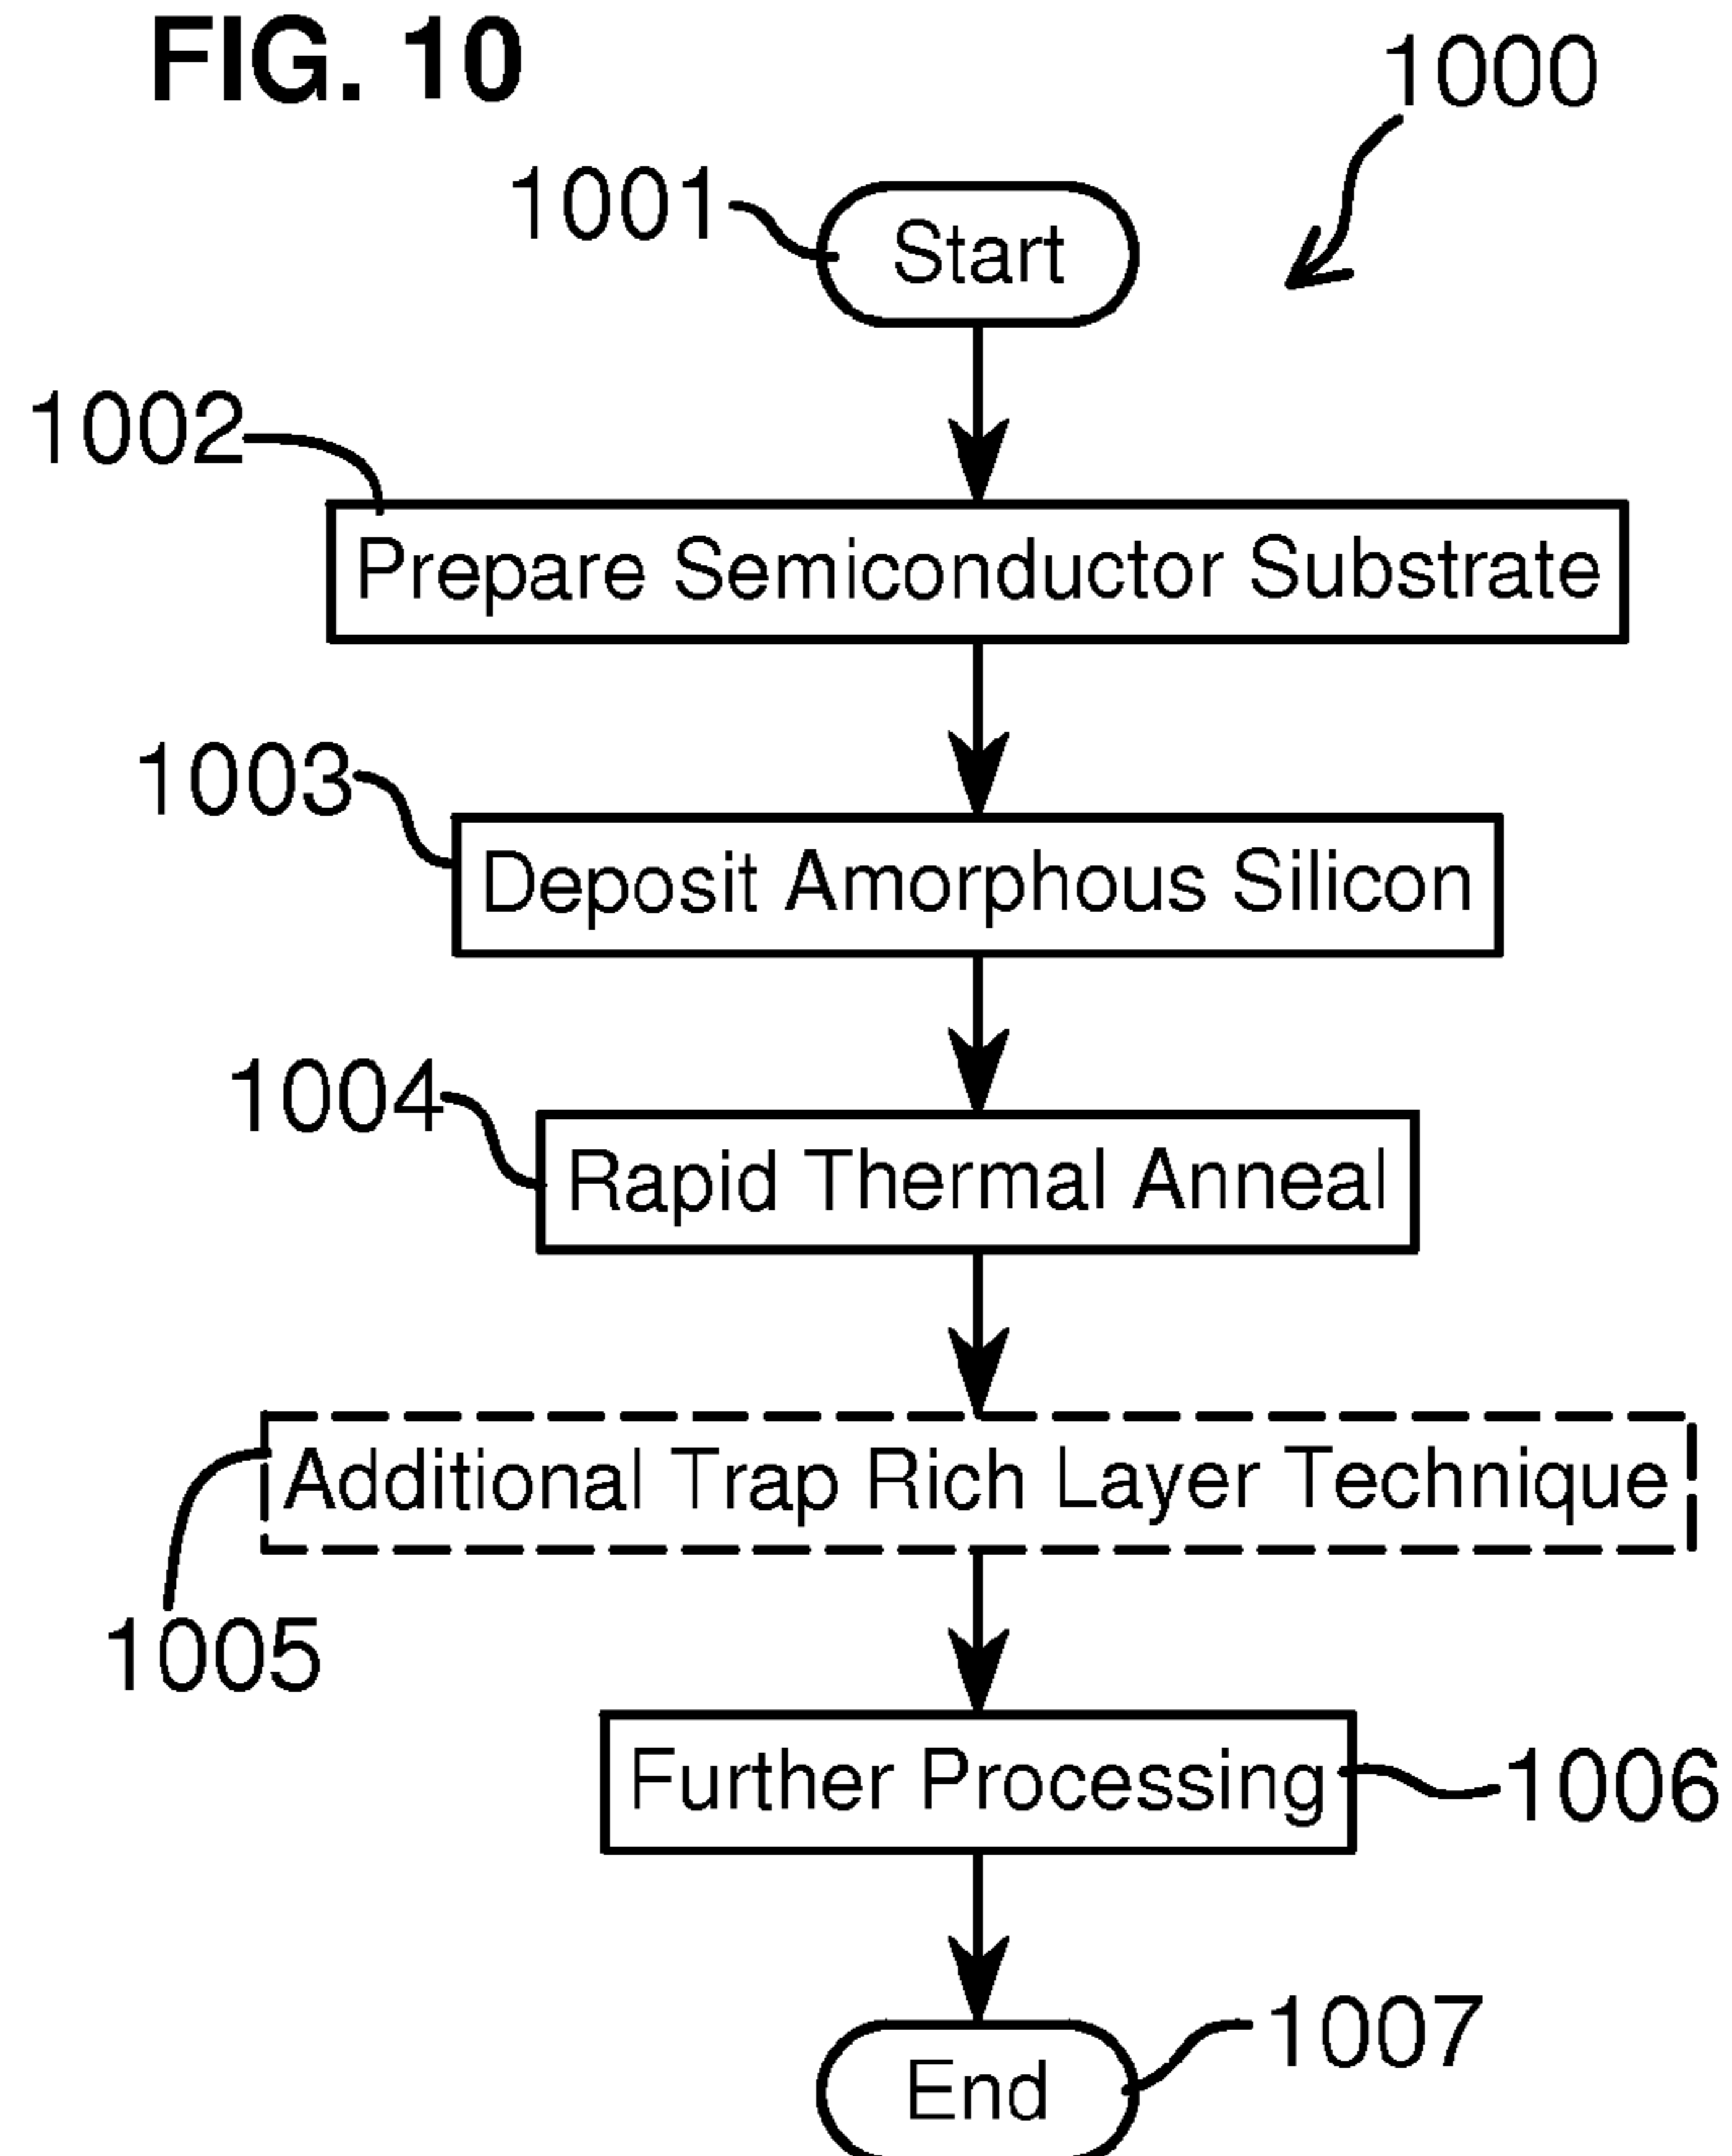 FIG. 10
1000
1001
Start
1002
Prepare Semiconductor Substrate
1003
Deposit Amorphous Silicon
1004
Rapid Thermal Anneal
Additional Trap Rich Layer Technique
1005
Further Processing
1006
1007
End